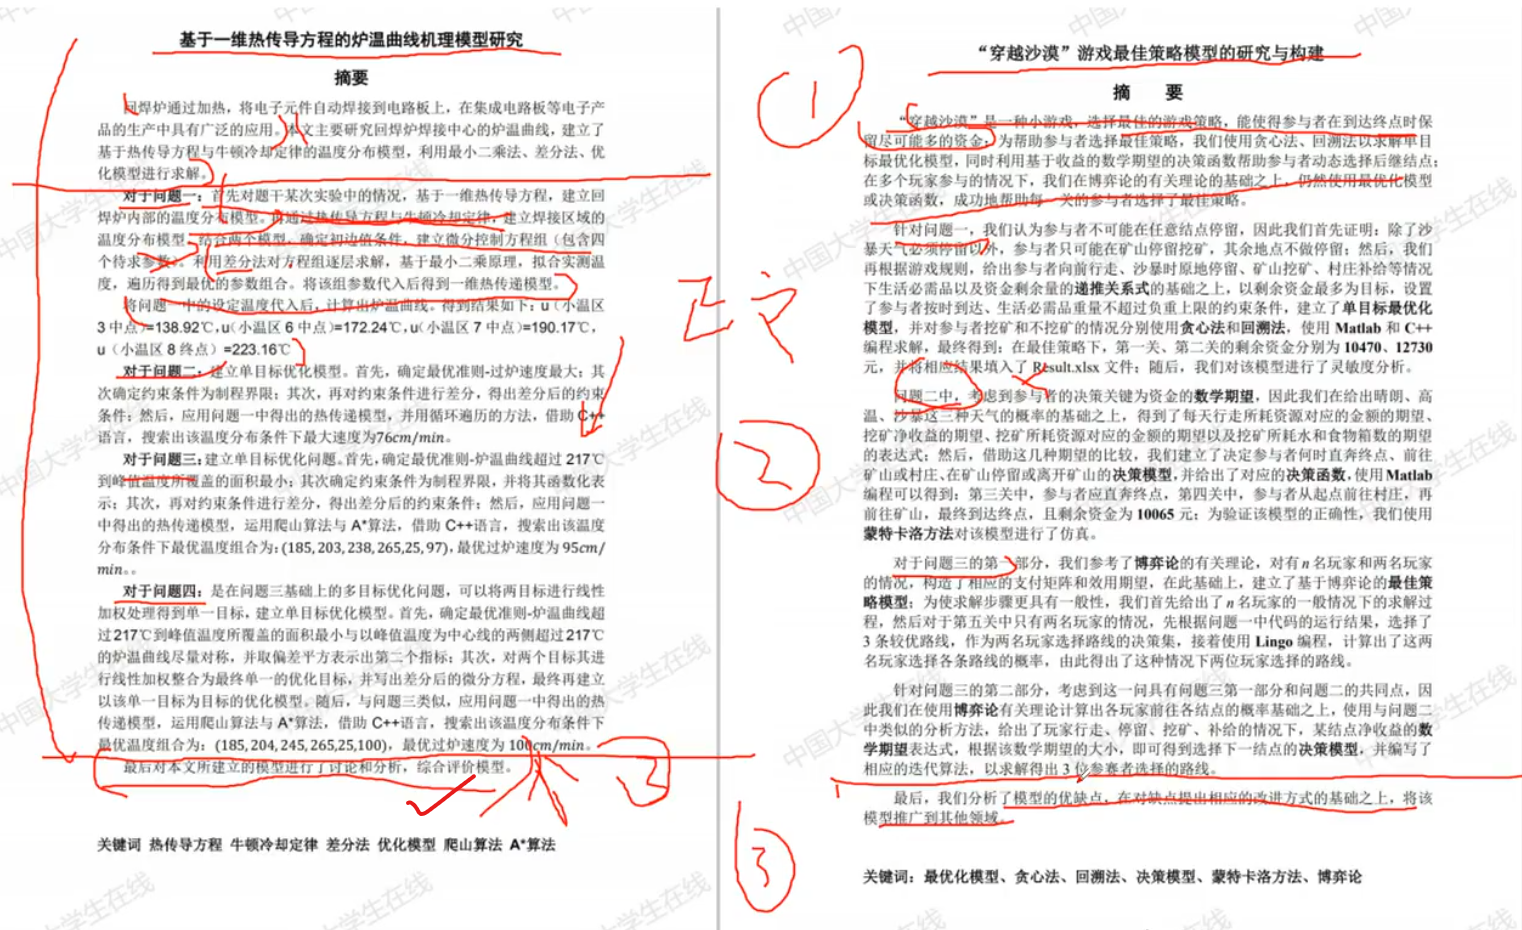 基于一维热传导方程的炉温曲线机理模型研究
摘要
回焊炉通过加热，将电子元件自动焊接到电路板上，在集成电路板等电子产
品的生产中具有广泛的应用。本文主要研究回焊炉焊接中心的炉温曲线，建立了
基于热传导方程与牛顿冷却定律的温度分布模型，利用最小二乘法、差分法、优
化模型进行求解。
对于问题一：首先对题干某次实验中的情况，基于一维热传导方程，建立回
焊炉内部的温度分布模型。再通过热传导方程与牛顿冷却定律，建立焊接区域的
温度分布模型，结合两个模型，确定初边值条件，建立微分控制方程组（包含四
个待求参数）。利用差分法对方程组逐层求解，基于最小二乘原理，拟合实测温
度，遍历得到最优的参数组合。将该组参数代入后得到一维热传递模型。
将问题一中的设定温度代入后，计算出炉温曲线。得到结果如下：u（小温区
3 中点）=138.92℃，u（小温区 6 中点）=172.24℃，u（小温区 7 中点）=190.17℃，
u（小温区 8 终点）=223.16℃
对于问题二：建立单目标优化模型。首先，确定最优准则-过炉速度最大；其
次确定约束条件为制程界限；其次，再对约束条件进行差分，得出差分后的约束
条件；然后，应用问题一中得出的热传递模型，并用循环遍历的方法，借助 C++
语言，搜索出该温度分布条件下最大速度为76cm/min。
对于问题三：建立单目标优化问题。首先，确定最优准则-炉温曲线超过 217℃
到峰值温度所覆盖的面积最小；其次确定约束条件为制程界限，并将其函数化表
示；其次，再对约束条件进行差分，得出差分后的约束条件；然后，应用问题一
中得出的热传递模型，运用爬山算法与 A*算法，借助 C++语言，搜索出该温度
分布条件下最优温度组合为：(185,203,238,265,25,97)，最优过炉速度为 95cm/
min。。
对于问题四：是在问题三基础上的多目标优化问题，可以将两目标进行线性
加权处理得到单一目标，建立单目标优化模型。首先，确定最优准则-炉温曲线超
过217℃到峰值温度所覆盖的面积最小与以峰值温度为中心线的两侧超过217℃
的炉温曲线尽量对称，并取偏差平方表示出第二个指标；其次，对两个目标其进
行线性加权整合为最终单一的优化目标，并写出差分后的微分方程，最终再建立
以该单一目标为目标的优化模型。随后，与问题三类似，应用问题一中得出的热
传递模型，运用爬山算法与 A*算法，借助 C++语言，搜索出该温度分布条件下
最优温度组合为：(185,204,245,265,25,100)，最优过炉速度为 100cm/min。
最后对本文所建立的模型进行了讨论和分析，综合评价模型。
关键词 热传导方程 牛顿冷却定律 差分法 优化模型 爬山算法 A*算法
正文
①
②
③
“穿越沙漠”游戏最佳策略模型的研究与构建
摘 要
“穿越沙漠”是一种小游戏，选择最佳的游戏策略，能使得参与者在到达终点时保
留尽可能多的资金；为帮助参与者选择最佳策略，我们使用贪心法、回溯法以求解单目
标最优化模型，同时利用基于收益的数学期望的决策函数帮助参与者动态选择后继结点；
在多个玩家参与的情况下，我们在博弈论的有关理论的基础之上，仍然使用最优化模型
或决策函数，成功地帮助每一关的参与者选择了最佳策略。
针对问题一，我们认为参与者不可能在任意结点停留，因此我们首先证明：除了沙
暴天气必须停留以外，参与者只可能在矿山停留挖矿，其余地点不做停留；然后，我们
再根据游戏规则，给出参与者向前行走、沙暴时原地停留、矿山挖矿、村庄补给等情况
下生活必需品以及资金剩余量的递推关系式的基础之上，以剩余资金最多为目标，设置
了参与者按时到达、生活必需品重量不超过负重上限的约束条件，建立了单目标最优化
模型，并对参与者挖矿和不挖矿的情况分别使用贪心法和回溯法，使用 Matlab 和 C++
编程求解，最终得到：在最佳策略下，第一关、第二关的剩余资金分别为 10470、12730
元，并将相应结果填入了 Result.xlsx 文件；随后，我们对该模型进行了灵敏度分析。
问题二中，考虑到参与者的决策关键为资金的数学期望，因此我们在给出晴朗、高
温、沙暴这三种天气的概率的基础之上，得到了每天行走所耗资源对应的金额的期望、
挖矿净收益的期望、挖矿所耗资源对应的金额的期望以及挖矿所耗水和食物箱数的期望
的表达式；然后，借助这几种期望的比较，我们建立了决定参与者何时直奔终点、前往
矿山或村庄、在矿山停留或离开矿山的决策模型，并给出了对应的决策函数，使用 Matlab
编程可以得到：第三关中，参与者应直奔终点，第四关中，参与者从起点前往村庄，再
前往矿山，最终到达终点，且剩余资金为 10065 元；为验证该模型的正确性，我们使用
蒙特卡洛方法对该模型进行了仿真。
对于问题三的第一部分，我们参考了博弈论的有关理论，对有 n 名玩家和两名玩家
的情况，构造了相应的支付矩阵和效用期望，在此基础上，建立了基于博弈论的最佳策
略模型；为使求解步骤更具有一般性，我们首先给出了 n 名玩家的一般情况下的求解过
程，然后对于第五关中只有两名玩家的情况，先根据问题一中代码的运行结果，选择了
3 条较优路线，作为两名玩家选择路线的决策集，接着使用 Lingo 编程，计算出了这两
名玩家选择各条路线的概率，由此得出了这种情况下两位玩家选择的路线。
针对问题三的第二部分，考虑到这一问具有问题三第一部分和问题二的共同点，因
此我们在使用博弈论有关理论计算出各玩家前往各结点的概率基础之上，使用与问题二
中类似的分析方法，给出了玩家行走、停留、挖矿、补给的情况下，某结点净收益的数
学期望表达式，根据该数学期望的大小，即可得到选择下一结点的决策模型，并编写了
相应的迭代算法，以求解得出 3 位参赛者选择的路线。
最后，我们分析了模型的优缺点，在对缺点提出相应的改进方式的基础之上，将该
模型推广到其他领域。
关键词：最优化模型、贪心法、回溯法、决策模型、蒙特卡洛方法、博弈论
中国大学生在线